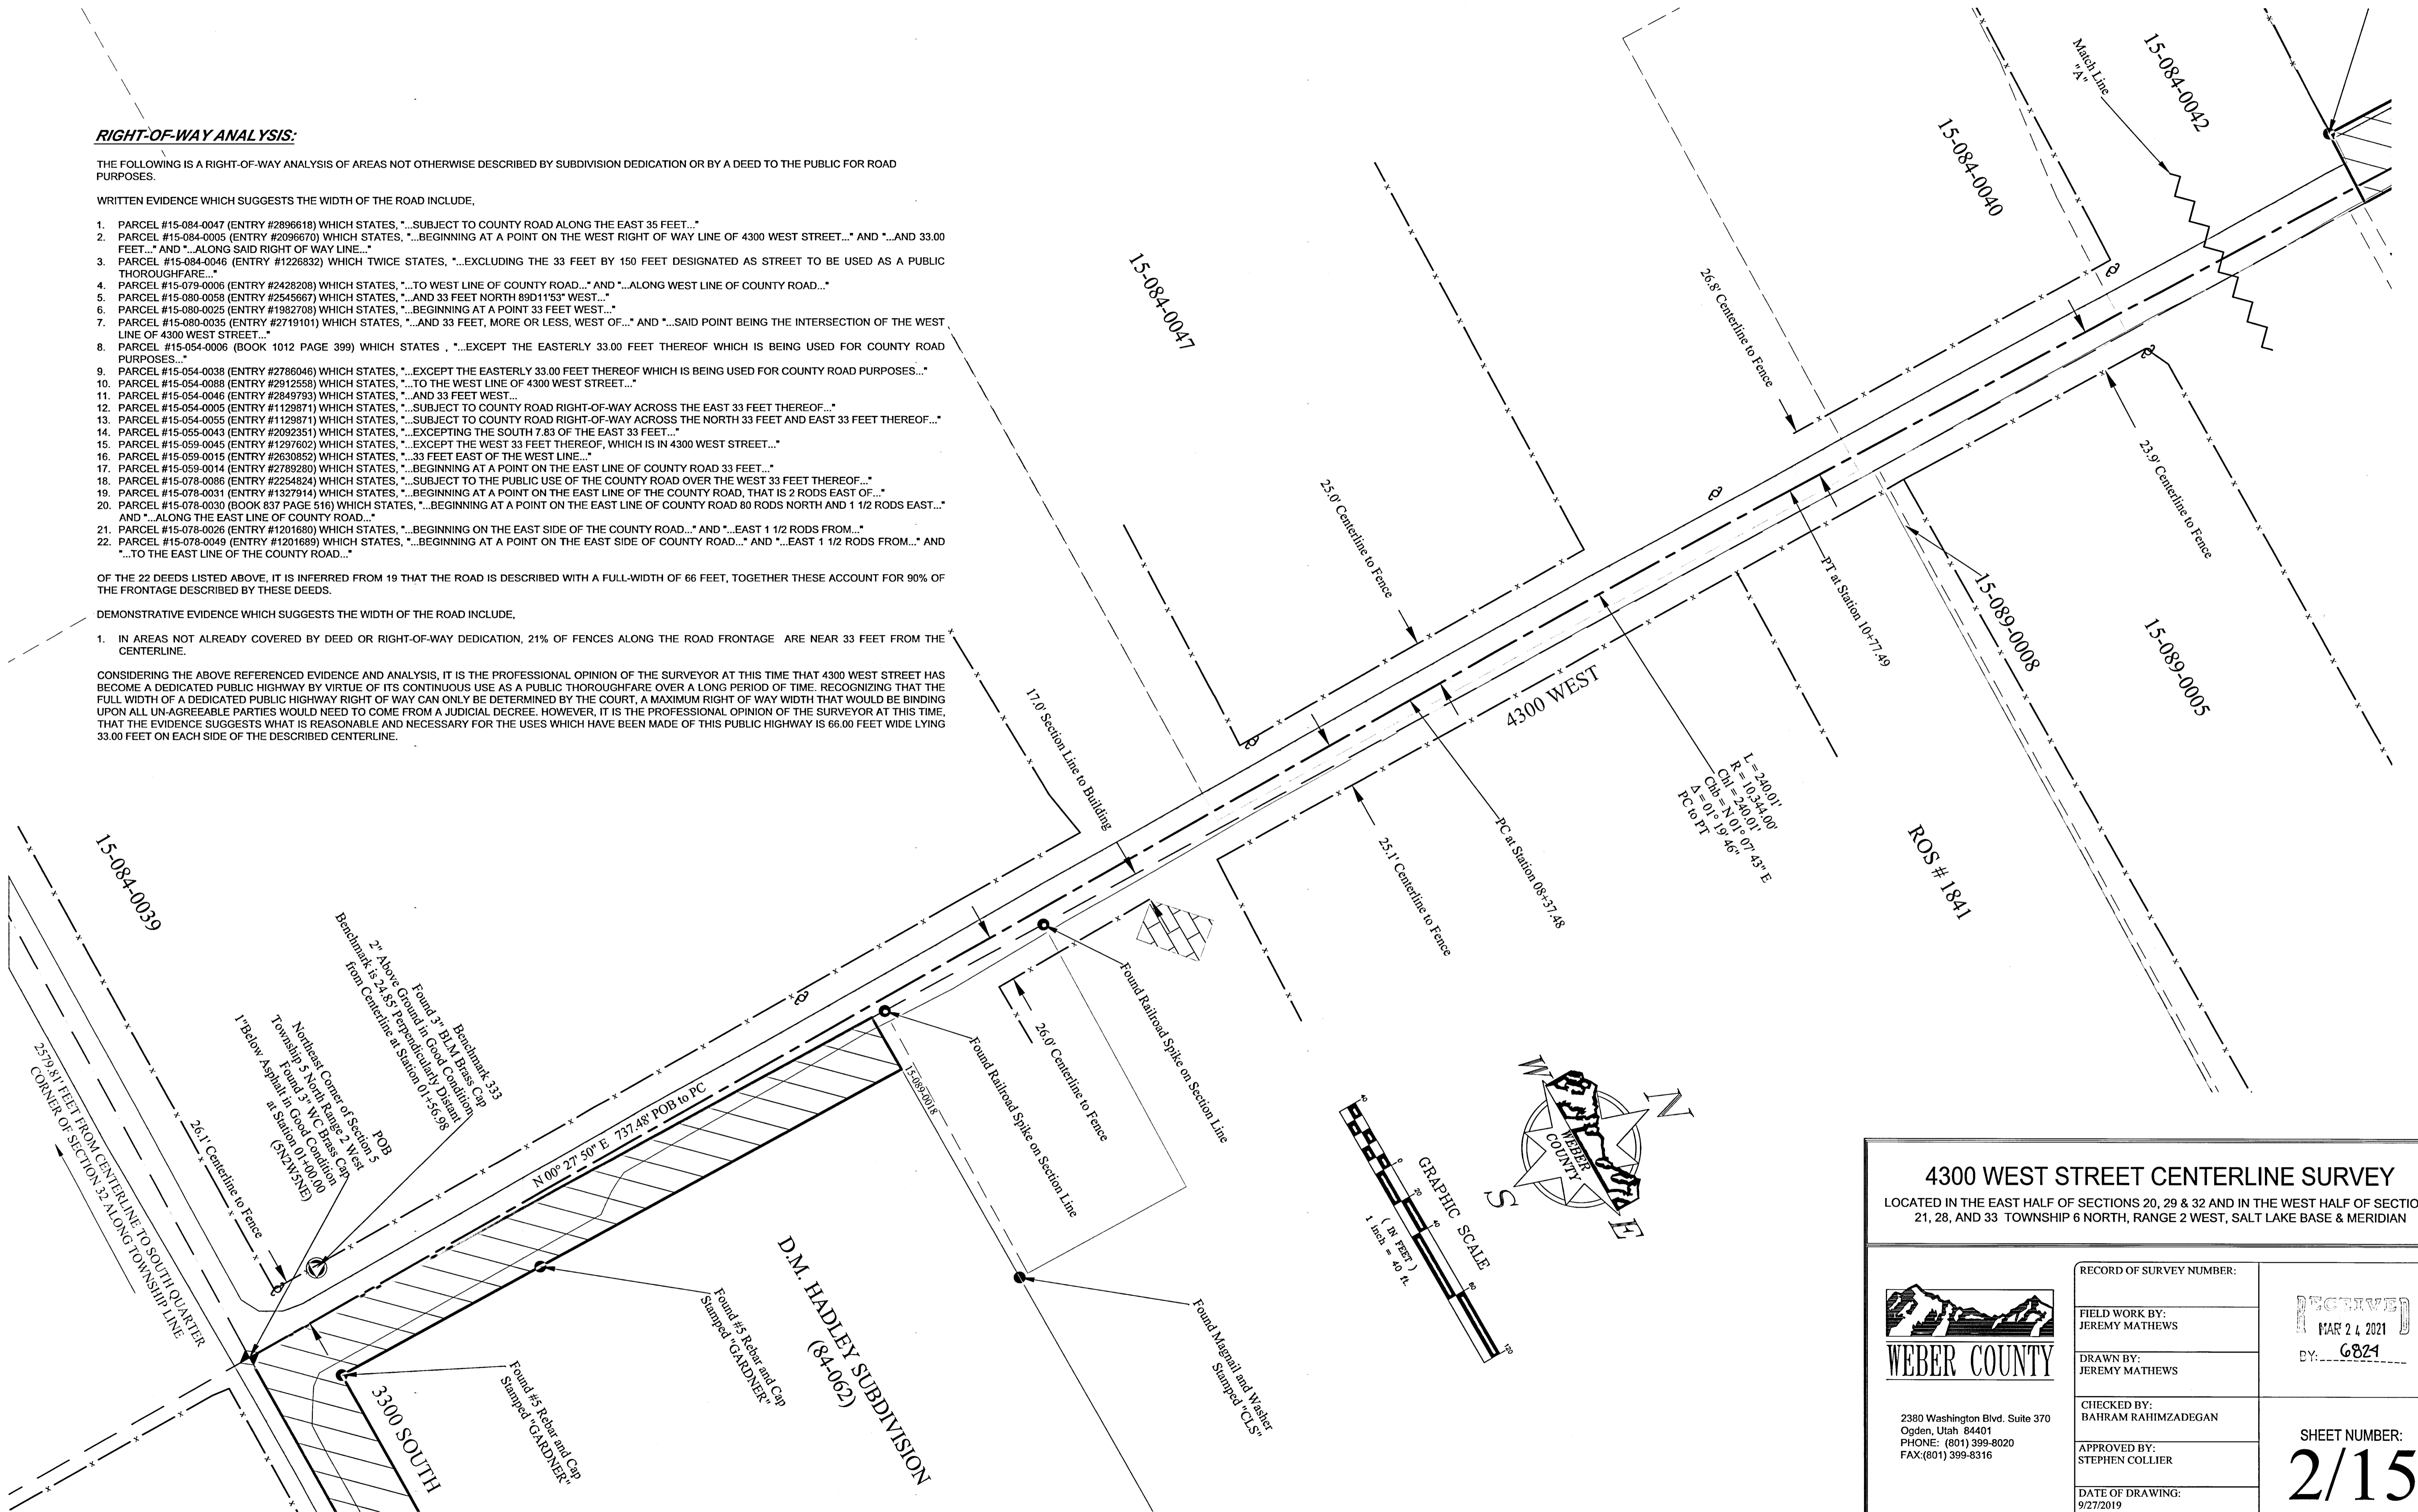 RIGHT-OF-WAY ANALYSIS:
THE FOLLOWING IS A RIGHT-OF-WAY ANALYSIS OF AREAS NOT OTHERWISE DESCRIBED BY SUBDIVISION DEDICATION OR BY A DEED TO THE PUBLIC FOR ROAD
PURPOSES.
WRITTEN EVIDENCE WHICH SUGGESTS THE WIDTH OF THE ROAD INCLUDE,
1. PARCEL #15-084-0047 (ENTRY #2896618) WHICH STATES, "...SUBJECT TO COUNTY ROAD ALONG THE EAST 35 FEET..."
2. PARCEL #15-084-0005 (ENTRY #2096670) WHICH STATES, "...BEGINNING AT A POINT ON THE WEST RIGHT OF WAY LINE OF 4300 WEST STREET..." AND "...AND 33.00
FEET..." AND "...ALONG SAID RIGHT OF WAY LINE..."
3. PARCEL #15-084-0046 (ENTRY #1226832) WHICH TWICE STATES, "...EXCLUDING THE 33 FEET BY 150 FEET DESIGNATED AS STREET TO BE USED AS A PUBLIC
THOROUGHFARE..."
4. PARCEL #15-079-0006 (ENTRY #2428208) WHICH STATES, "...TO WEST LINE OF COUNTY ROAD..." AND "...ALONG WEST LINE OF COUNTY ROAD..."
5. PARCEL #15-080-0058 (ENTRY #2545667) WHICH STATES, "...AND 33 FEET NORTH 89D11'53" WEST..."
6. PARCEL #15-080-0025 (ENTRY #1982708) WHICH STATES, "...BEGINNING AT A POINT 33 FEET WEST..."
7. PARCEL #15-080-0035 (ENTRY #2719101) WHICH STATES, "...AND 33 FEET, MORE OR LESS, WEST OF..." AND "...SAID POINT BEING THE INTERSECTION OF THE WEST
LINE OF 4300 WEST STREET..."
8. PARCEL #15-054-0006 (BOOK 1012 PAGE 399) WHICH STATES , "...EXCEPT THE EASTERLY 33.00 FEET THEREOF WHICH IS BEING USED FOR COUNTY ROAD
PURPOSES..."
9. PARCEL #15-054-0038 (ENTRY #2786046) WHICH STATES, "...EXCEPT THE EASTERLY 33.00 FEET THEREOF WHICH IS BEING USED FOR COUNTY ROAD PURPOSES..."
10. PARCEL #15-054-0088 (ENTRY #2912558) WHICH STATES, "...TO THE WEST LINE OF 4300 WEST STREET..."
11. PARCEL #15-054-0046 (ENTRY #2849793) WHICH STATES, "...AND 33 FEET WEST...
12. PARCEL #15-054-0005 (ENTRY #1129871) WHICH STATES, "...SUBJECT TO COUNTY ROAD RIGHT-OF-WAY ACROSS THE EAST 33 FEET THEREOF..."
13. PARCEL #15-054-0055 (ENTRY #1129871) WHICH STATES, "...SUBJECT TO COUNTY ROAD RIGHT-OF-WAY ACROSS THE NORTH 33 FEET AND EAST 33 FEET THEREOF..."
14. PARCEL #15-055-0043 (ENTRY #2092351) WHICH STATES, "...EXCEPTING THE SOUTH 7.83 OF THE EAST 33 FEET..."
15. PARCEL #15-059-0045 (ENTRY #1297602) WHICH STATES, "...EXCEPT THE WEST 33 FEET THEREOF, WHICH IS IN 4300 WEST STREET..."
16. PARCEL #15-059-0015 (ENTRY #2630852) WHICH STATES, "...33 FEET EAST OF THE WEST LINE..."
17. PARCEL #15-059-0014 (ENTRY #2789280) WHICH STATES, "...BEGINNING AT A POINT ON THE EAST LINE OF COUNTY ROAD 33 FEET..."
18. PARCEL #15-078-0086 (ENTRY #2254824) WHICH STATES, "...SUBJECT TO THE PUBLIC USE OF THE COUNTY ROAD OVER THE WEST 33 FEET THEREOF..."
19. PARCEL #15-078-0031 (ENTRY #1327914) WHICH STATES, "...BEGINNING AT A POINT ON THE EAST LINE OF THE COUNTY ROAD, THAT IS 2 RODS EAST OF..."
20. PARCEL #15-078-0030 (BOOK 837 PAGE 516) WHICH STATES, "...BEGINNING AT A POINT ON THE EAST LINE OF COUNTY ROAD 80 RODS NORTH AND 1 1/2 RODS EAST..."
AND "...ALONG THE EAST LINE OF COUNTY ROAD..."
21. PARCEL #15-078-0026 (ENTRY #1201680) WHICH STATES, "...BEGINNING ON THE EAST SIDE OF THE COUNTY ROAD..." AND "...EAST 1 1/2 RODS FROM..."
22. PARCEL #15-078-0049 (ENTRY #1201689) WHICH STATES, "...BEGINNING AT A POINT ON THE EAST SIDE OF COUNTY ROAD..." AND "...EAST 1 1/2 RODS FROM..." AND
"...TO THE EAST LINE OF THE COUNTY ROAD..."
OF THE 22 DEEDS LISTED ABOVE, IT IS INFERRED FROM 19 THAT THE ROAD IS DESCRIBED WITH A FULL-WIDTH OF 66 FEET, TOGETHER THESE ACCOUNT FOR 90% OF
THE FRONTAGE DESCRIBED BY THESE DEEDS.
DEMONSTRATIVE EVIDENCE WHICH SUGGESTS THE WIDTH OF THE ROAD INCLUDE,
1. IN AREAS NOT ALREADY COVERED BY DEED OR RIGHT-OF-WAY DEDICATION, 21% OF FENCES ALONG THE ROAD FRONTAGE ARE NEAR 33 FEET FROM THE
CENTERLINE.
CONSIDERING THE ABOVE REFERENCED EVIDENCE AND ANALYSIS, IT IS THE PROFESSIONAL OPINION OF THE SURVEYOR AT THIS TIME THAT 4300 WEST STREET HAS
BECOME A DEDICATED PUBLIC HIGHWAY BY VIRTUE OF ITS CONTINUOUS USE AS A PUBLIC THOROUGHFARE OVER A LONG PERIOD OF TIME. RECOGNIZING THAT THE
FULL WIDTH OF A DEDICATED PUBLIC HIGHWAY RIGHT OF WAY CAN ONLY BE DETERMINED BY THE COURT, A MAXIMUM RIGHT OF WAY WIDTH THAT WOULD BE BINDING
UPON ALL UN-AGREEABLE PARTIES WOULD NEED TO COME FROM A JUDICIAL DECREE. HOWEVER, IT IS THE PROFESSIONAL OPINION OF THE SURVEYOR AT THIS TIME,
THAT THE EVIDENCE SUGGESTS WHAT IS REASONABLE AND NECESSARY FOR THE USES WHICH HAVE BEEN MADE OF THIS PUBLIC HIGHWAY IS 66.00 FEET WIDE LYING
33.00 FEET ON EACH SIDE OF THE DESCRIBED CENTERLINE.
Match Line
"A"
15-084-0042
15-084-0040
15-084-0047
26.8' Centerline to Fence
25.0' Centerline to Fence
23.9' Centerline to Fence
PT at Station 10+77.49
15-089-0008
15-089-0005
4300 WEST
17.0' Section Line to Building
L = 240.01'
R = 10,344.00'
Chl = 240.01'
Chb = N 01° 07' 43" E
Δ = 01° 19' 46"
PC to PT
PC at Station 08+37.48
25.1' Centerline to Fence
ROS # 1841
15-084-0039
Benchmark 333
Found 3" BLM Brass Cap
2" Above Ground in Good Condition
Benchmark is 24.85' Perpendicularly Distant
from Centerline at Station 01+56.98
POB
Northeast Corner of Section 5
Township 5 North Range 2 West
Found 3" WC Brass Cap
1"Below Asphalt in Good Condition
at Station 01+00.00
(5N2W5NE)
26.1' Centerline to Fence
2579.81' FEET FROM CENTERLINE TO SOUTH QUARTER
CORNER OF SECTION 32 ALONG TOWNSHIP LINE
N 00° 27' 50" E 737.48' POB to PC
15-089-0018
Found Railroad Spike on Section Line
26.0' Centerline to Fence
Found Railroad Spike on Section Line
D.M. HADLEY SUBDIVISION
(84-062)
Found #5 Rebar and Cap
Stamped "GARDNER"
Found #5 Rebar and Cap
Stamped "GARDNER"
3300 SOUTH
Found Magnail and Washer
Stamped "CLS"
GRAPHIC SCALE
40
0
20
40
80
120
( IN FEET )
1 inch = 40 ft.
N
W
E
S
WEBER
COUNTY
4300 WEST STREET CENTERLINE SURVEY
LOCATED IN THE EAST HALF OF SECTIONS 20, 29 & 32 AND IN THE WEST HALF OF SECTIO
21, 28, AND 33 TOWNSHIP 6 NORTH, RANGE 2 WEST, SALT LAKE BASE & MERIDIAN
WEBER COUNTY
2380 Washington Blvd. Suite 370
Ogden, Utah 84401
PHONE: (801) 399-8020
FAX:(801) 399-8316
RECORD OF SURVEY NUMBER:
FIELD WORK BY:
JEREMY MATHEWS
DRAWN BY:
JEREMY MATHEWS
CHECKED BY:
BAHRAM RAHIMZADEGAN
APPROVED BY:
STEPHEN COLLIER
DATE OF DRAWING:
9/27/2019
RECEIVED
MAR 24 2021
BY: 6824
SHEET NUMBER:
2/15